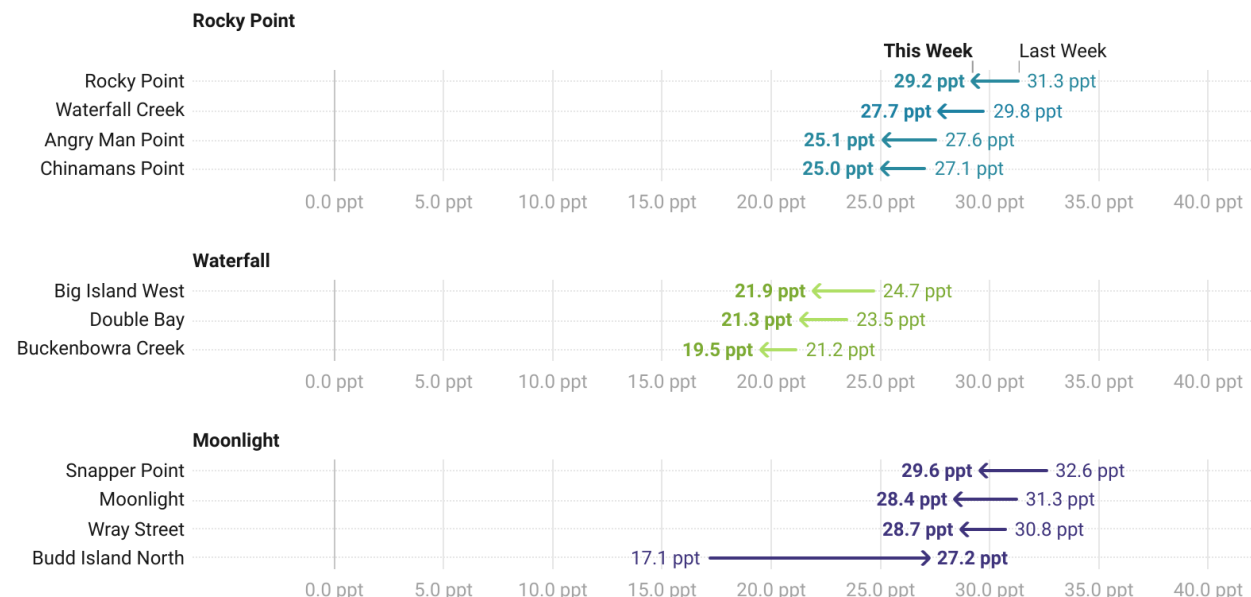 Rocky Point
This Week Last Week
Rocky Point 29.2 ppt 31.3 ppt
Waterfall Creek 27.7 ppt 29.8 ppt
Angry Man Point 25.1 ppt 27.6 ppt
Chinamans Point 25.0 ppt 27.1 ppt
0.0 ppt 5.0 ppt 10.0 ppt 15.0 ppt 20.0 ppt 25.0 ppt 30.0 ppt 35.0 ppt 40.0 ppt
Waterfall
Big Island West 21.9 ppt 24.7 ppt
Double Bay 21.3 ppt 23.5 ppt
Buckenbowra Creek 19.5 ppt 21.2 ppt
0.0 ppt 5.0 ppt 10.0 ppt 15.0 ppt 20.0 ppt 25.0 ppt 30.0 ppt 35.0 ppt 40.0 ppt
Moonlight
Snapper Point 29.6 ppt 32.6 ppt
Moonlight 28.4 ppt 31.3 ppt
Wray Street 28.7 ppt 30.8 ppt
Budd Island North 17.1 ppt 27.2 ppt
0.0 ppt 5.0 ppt 10.0 ppt 15.0 ppt 20.0 ppt 25.0 ppt 30.0 ppt 35.0 ppt 40.0 ppt